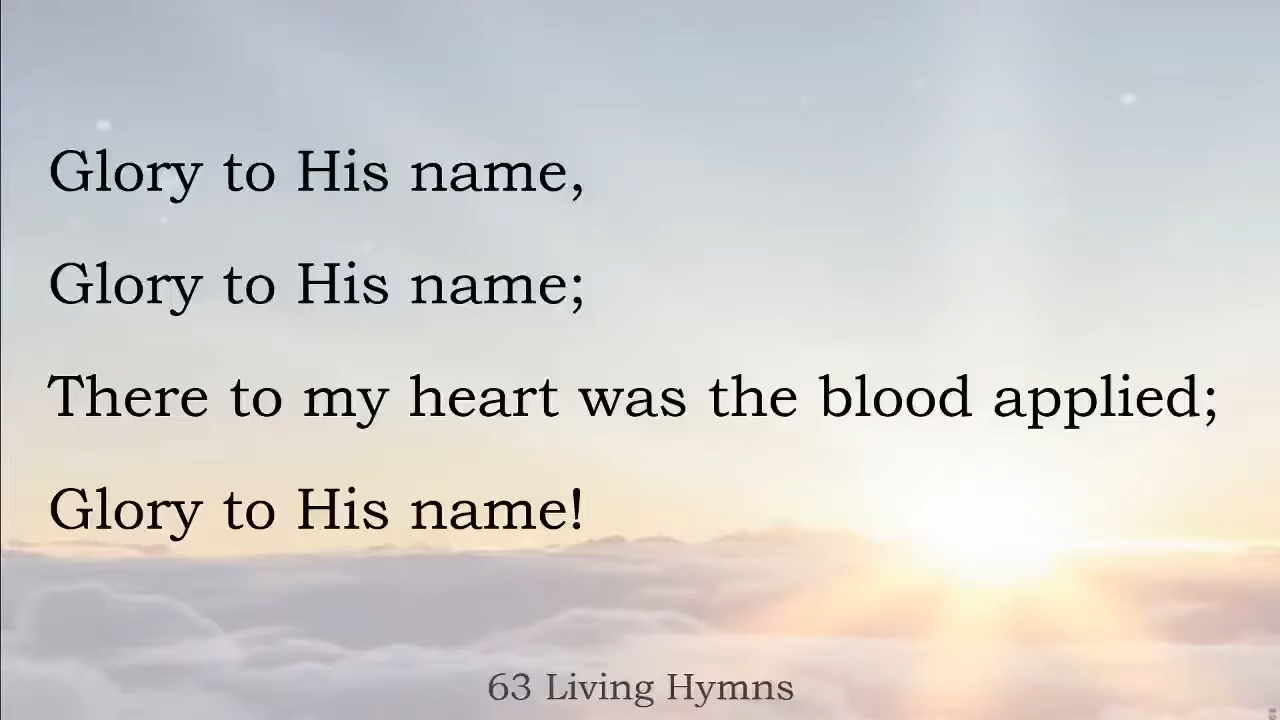 Glory to His name,
Glory to His name;
There to my heart was the blood applied;
Glory to His name!
63 Living Hymns